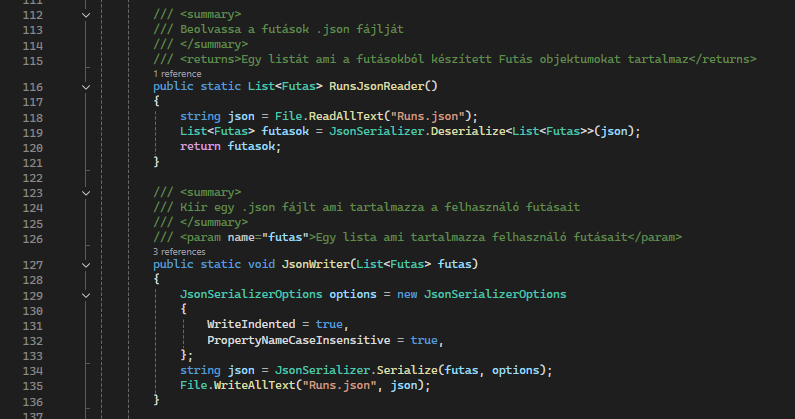 111
112 /// <summary>
113 /// Beolvassa a futások .json fájlját
114 /// </summary>
115 /// <returns>Egy listát ami a futásokból készített Futás objektumokat tartalmaz</returns>
1 reference
116 public static List<Futas> RunsJsonReader()
117 {
118 string json = File.ReadAllText("Runs.json");
119 List<Futas> futasok = JsonSerializer.Deserialize<List<Futas>>(json);
120 return futasok;
121 }
122
123 /// <summary>
124 /// Kiír egy .json fájlt ami tartalmazza a felhasználó futásait
125 /// </summary>
126 /// <param name="futas">Egy lista ami tartalmazza felhasználó futásait</param>
3 references
127 public static void JsonWriter(List<Futas> futas)
128 {
129 JsonSerializerOptions options = new JsonSerializerOptions
130 {
131 WriteIndented = true,
132 PropertyNameCaseInsensitive = true,
133 };
134 string json = JsonSerializer.Serialize(futas, options);
135 File.WriteAllText("Runs.json", json);
136 }
137